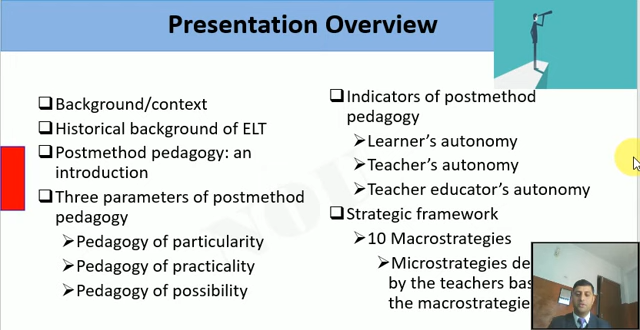 Presentation Overview
Background/context
Historical background of ELT
Postmethod pedagogy: an
introduction
Three parameters of postmethod
pedagogy
Pedagogy of particularity
Pedagogy of practicality
Pedagogy of possibility
Indicators of postmethod
pedagogy
Learner's autonomy
Teacher's autonomy
Teacher educator's autonomy
Strategic framework
10 Macrostrategies
Microstrategies de
by the teachers bas
the macrostrategie